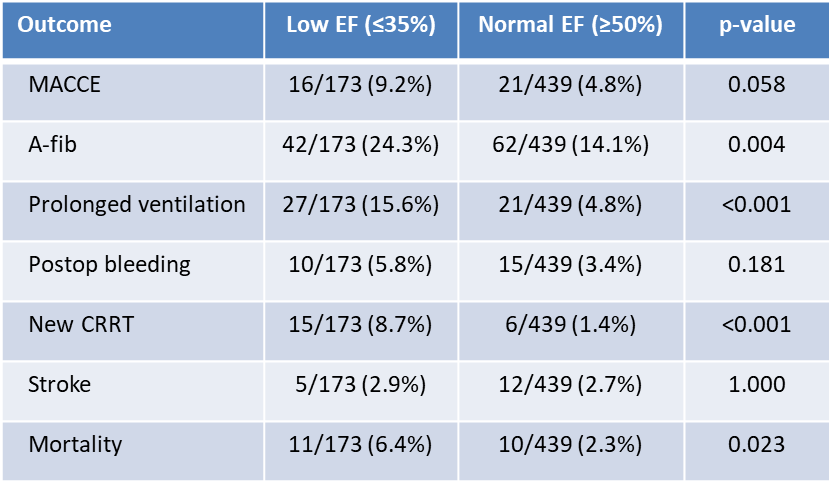 Outcome Low EF (≤35%) Normal EF (≥50%) p-value
MACCE 16/173 (9.2%) 21/439 (4.8%) 0.058
A-fib 42/173 (24.3%) 62/439 (14.1%) 0.004
Prolonged ventilation 27/173 (15.6%) 21/439 (4.8%) <0.001
Postop bleeding 10/173 (5.8%) 15/439 (3.4%) 0.181
New CRRT 15/173 (8.7%) 6/439 (1.4%) <0.001
Stroke 5/173 (2.9%) 12/439 (2.7%) 1.000
Mortality 11/173 (6.4%) 10/439 (2.3%) 0.023